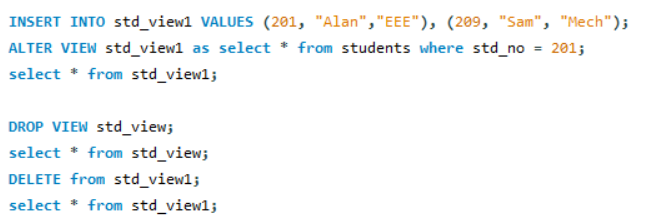 INSERT INTO std_view1 VALUES (201, "Alan","EEE"), (209, "Sam", "Mech");
ALTER VIEW std_view1 as select * from students where std_no = 201;
select * from std_view1;
DROP VIEW std_view;
select * from std_view;
DELETE from std_view1;
select * from std_view1;